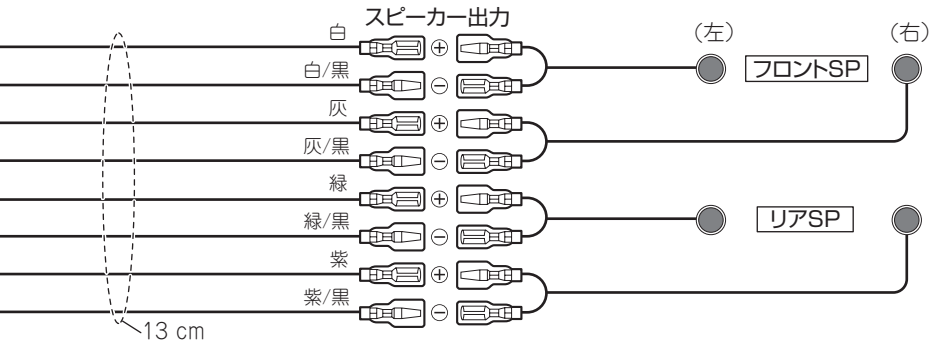 スピーカー出力
白 ⊕
(左) (右)
フロントSP
白/黒 ⊖
灰 ⊕
灰/黒 ⊖
緑 ⊕
リアSP
緑/黒 ⊖
紫 ⊕
紫/黒 ⊖
13 cm